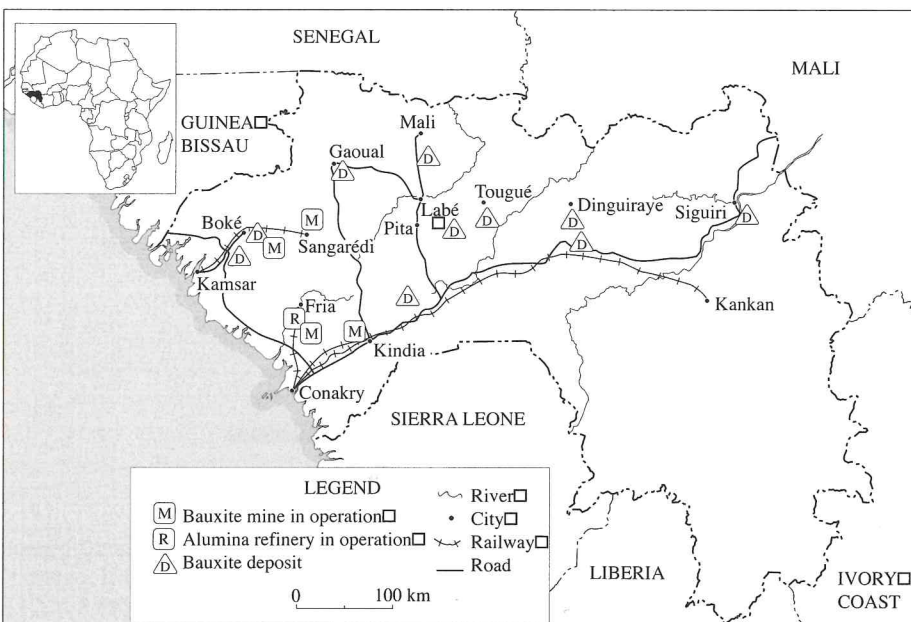 SENEGAL
MALI
GUINEA
BISSAU
Mali
Gaoual
D
D
Tougué
Labé
D
Dinguiraye
D
Siguiri
D
Boké
M
D
M
Sangarédi
Pita
D
D
D
Kamsar
D
Kankan
Fria
R
M
M
Kindia
Conakry
SIERRA LEONE
LEGEND
M Bauxite mine in operation
R Alumina refinery in operation
D Bauxite deposit
River
City
Railway
Road
0 100 km
LIBERIA
IVORY
COAST